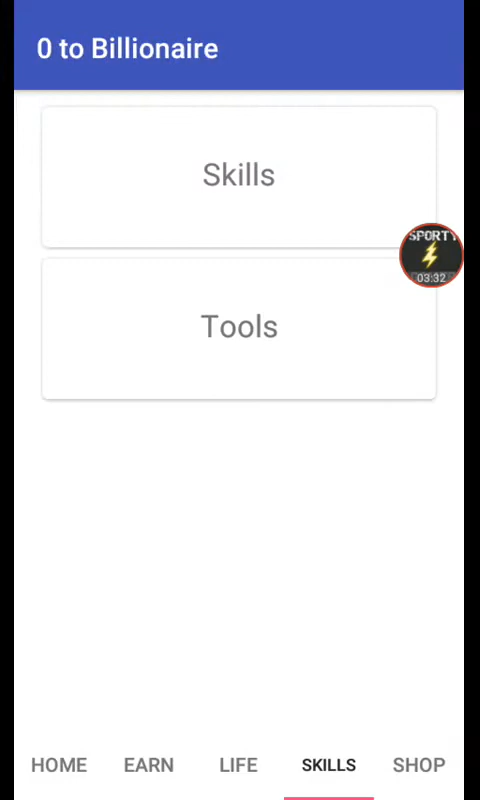 0 to Billionaire
Skills
SPORTY
03:32
Tools
HOME EARN LIFE SKILLS SHOP